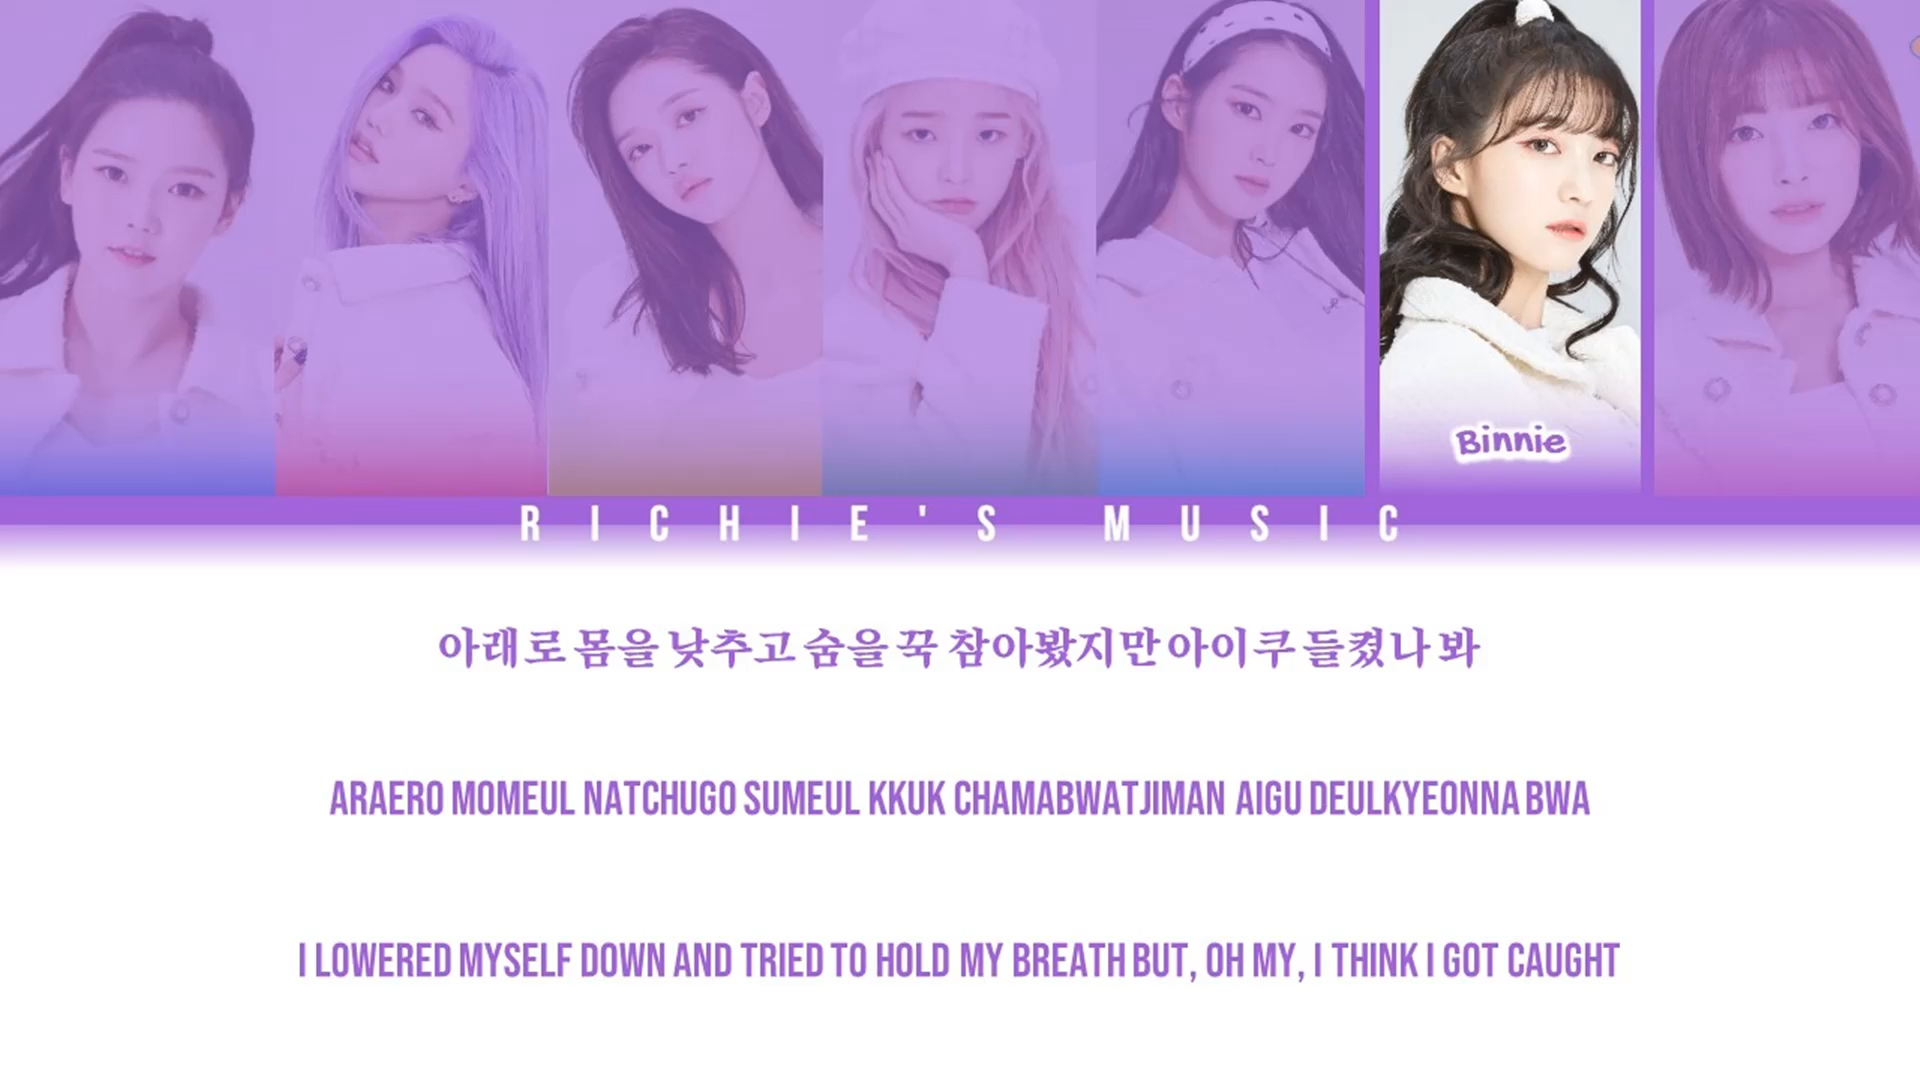 Binnie
RICHIE'S MUSIC
아래로 몸을 낮추고 숨을 꾹 참아봤지만 아이쿠 들켰나 봐
ARAERO MOMEUL NATCHUGO SUMEUL KKUK CHAMABWATJIMAN AIGU DEULKYEONNA BWA
I LOWERED MYSELF DOWN AND TRIED TO HOLD MY BREATH BUT, OH MY, I THINK I GOT CAUGHT